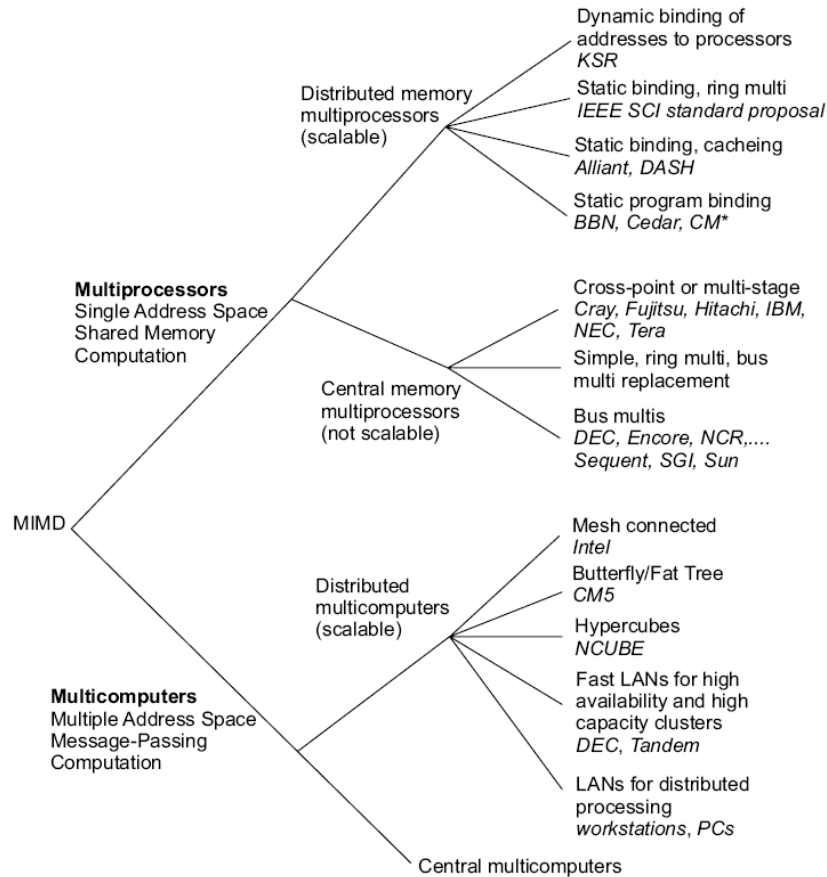 Dynamic binding of
addresses to processors
KSR
Distributed memory
multiprocessors
(scalable)
Static binding, ring multi
IEEE SCI standard proposal
Static binding, cacheing
Alliant, DASH
Static program binding
BBN, Cedar, CM*
Multiprocessors
Single Address Space
Shared Memory
Computation
Cross-point or multi-stage
Cray, Fujitsu, Hitachi, IBM,
NEC, Tera
Simple, ring multi, bus
multi replacement
Central memory
multiprocessors
(not scalable)
Bus multis
DEC, Encore, NCR,....
Sequent, SGI, Sun
MIMD
Mesh connected
Intel
Distributed
multicomputers
(scalable)
Butterfly/Fat Tree
CM5
Hypercubes
NCUBE
Multicomputers
Multiple Address Space
Message-Passing
Computation
Fast LANs for high
availability and high
capacity clusters
DEC, Tandem
LANs for distributed
processing
workstations, PCs
Central multicomputers